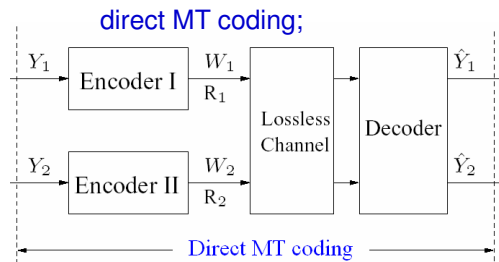 direct MT coding;
Y₁ Encoder I W₁ R₁ Lossless Channel Decoder Ŷ₁
Y₂ Encoder II W₂ R₂ Ŷ₂
Direct MT coding